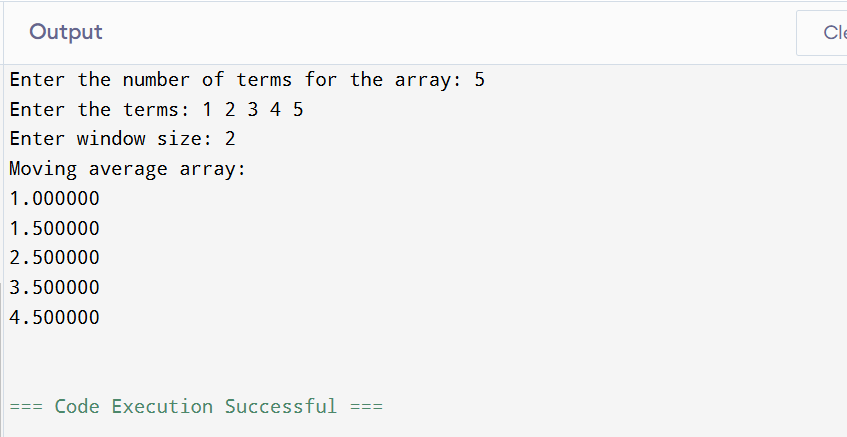 Output
Enter the number of terms for the array: 5
Enter the terms: 1 2 3 4 5
Enter window size: 2
Moving average array:
1.000000
1.500000
2.500000
3.500000
4.500000
=== Code Execution Successful ===